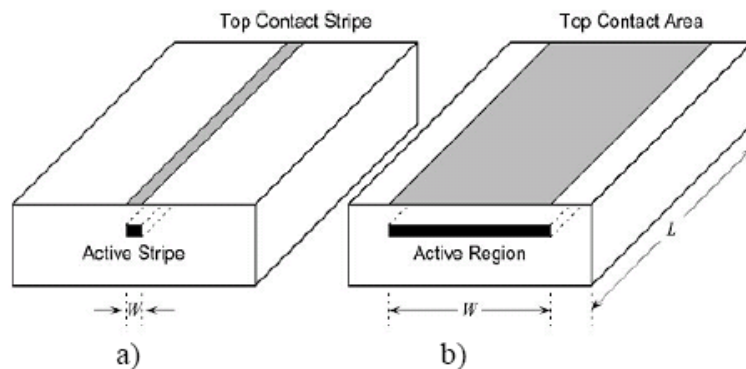 Top Contact Stripe
Top Contact Area
Active Stripe
Active Region
L
W
W
a)
b)